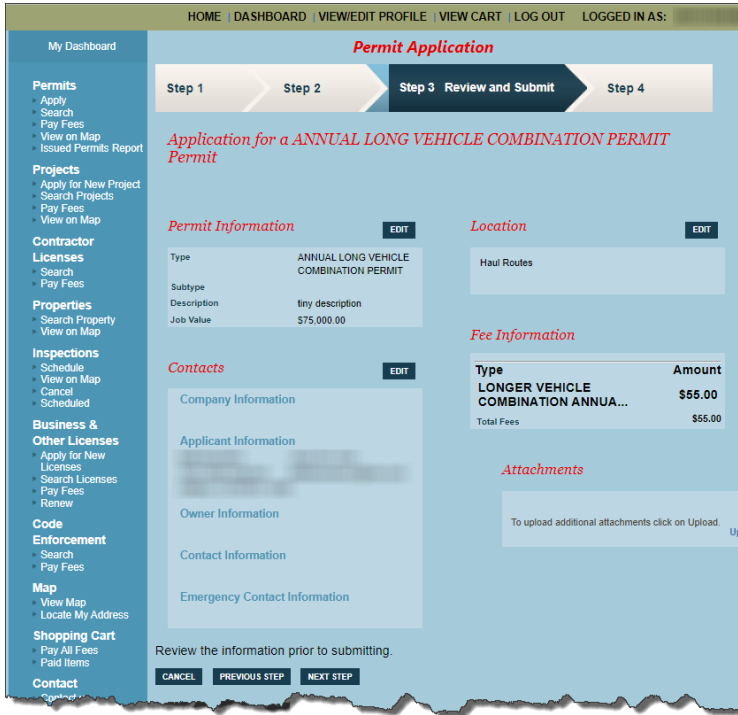 HOME | DASHBOARD | VIEW/EDIT PROFILE | VIEW CART | LOG OUT LOGGED IN AS:
My Dashboard
Permits
Apply
Search
Pay Fees
View on Map
Issued Permits Report
Projects
Apply for New Project
Search Projects
Pay Fees
View on Map
Contractor
Licenses
Search
Pay Fees
Properties
Search Property
View on Map
Inspections
Schedule
View on Map
Cancel
Scheduled
Business &
Other Licenses
Apply for New
Licenses
Search Licenses
Pay Fees
Renew
Code
Enforcement
Search
Pay Fees
Map
View Map
Locate My Address
Shopping Cart
Pay All Fees
Paid Items
Contact
Permit Application
Step 1 Step 2 Step 3 Review and Submit Step 4
Application for a ANNUAL LONG VEHICLE COMBINATION PERMIT
Permit
Permit Information EDIT
Type ANNUAL LONG VEHICLE
COMBINATION PERMIT
Subtype
Description tiny description
Job Value $75,000.00
Contacts EDIT
Company Information
Applicant Information
Owner Information
Contact Information
Emergency Contact Information
Location EDIT
Haul Routes
Fee Information
Type Amount
LONGER VEHICLE
COMBINATION ANNUA... $55.00
Total Fees $55.00
Attachments
To upload additional attachments click on Upload.
Up
Review the information prior to submitting.
CANCEL PREVIOUS STEP NEXT STEP